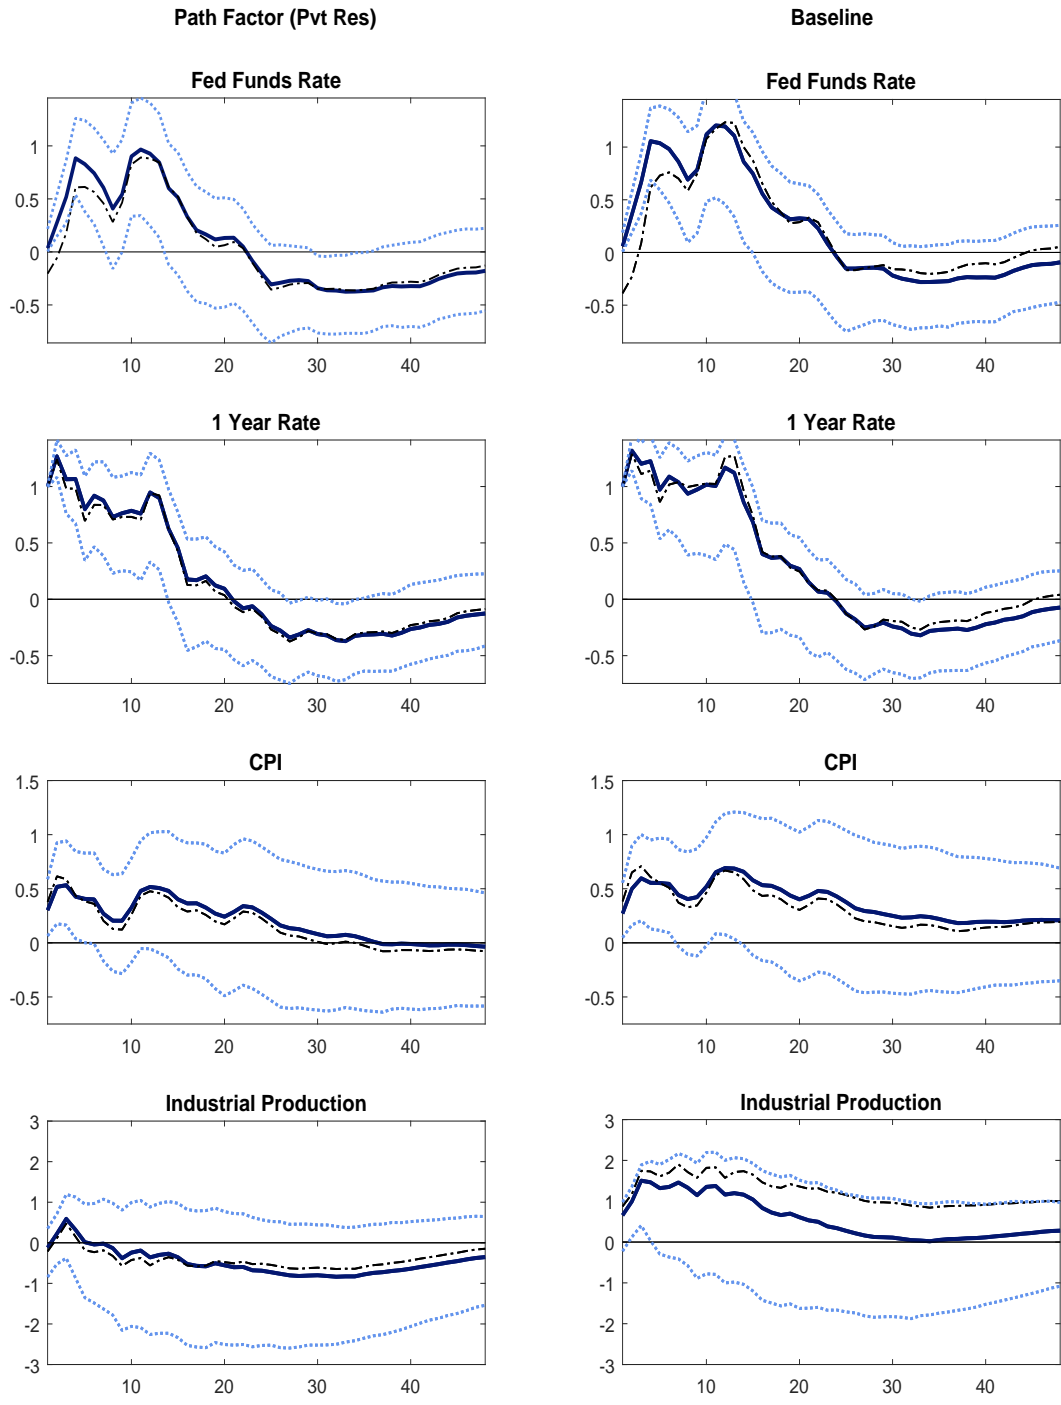 Path Factor (Pvt Res) Baseline
Fed Funds Rate Fed Funds Rate
1 1
0.5 0.5
0 0
-0.5 -0.5
10 20 30 40 10 20 30 40
1 Year Rate 1 Year Rate
1 1
0.5 0.5
0 0
-0.5 -0.5
10 20 30 40 10 20 30 40
CPI CPI
1.5 1.5
1 1
0.5 0.5
0 0
-0.5 -0.5
10 20 30 40 10 20 30 40
Industrial Production Industrial Production
3 3
2 2
1 1
0 0
-1 -1
-2 -2
-3 -3
10 20 30 40 10 20 30 40